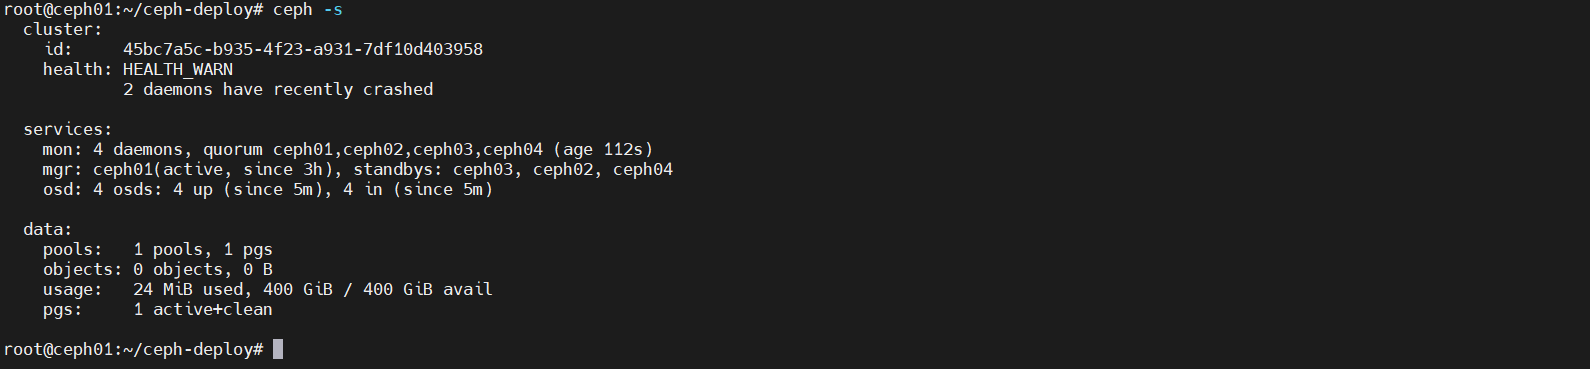 root@ceph01:~/ceph-deploy# ceph -s
  cluster:
    id:     45bc7a5c-b935-4f23-a931-7df10d403958
    health: HEALTH_WARN
            2 daemons have recently crashed

  services:
    mon: 4 daemons, quorum ceph01,ceph02,ceph03,ceph04 (age 112s)
    mgr: ceph01(active, since 3h), standbys: ceph03, ceph02, ceph04
    osd: 4 osds: 4 up (since 5m), 4 in (since 5m)

  data:
    pools:   1 pools, 1 pgs
    objects: 0 objects, 0 B
    usage:   24 MiB used, 400 GiB / 400 GiB avail
    pgs:     1 active+clean

root@ceph01:~/ceph-deploy#